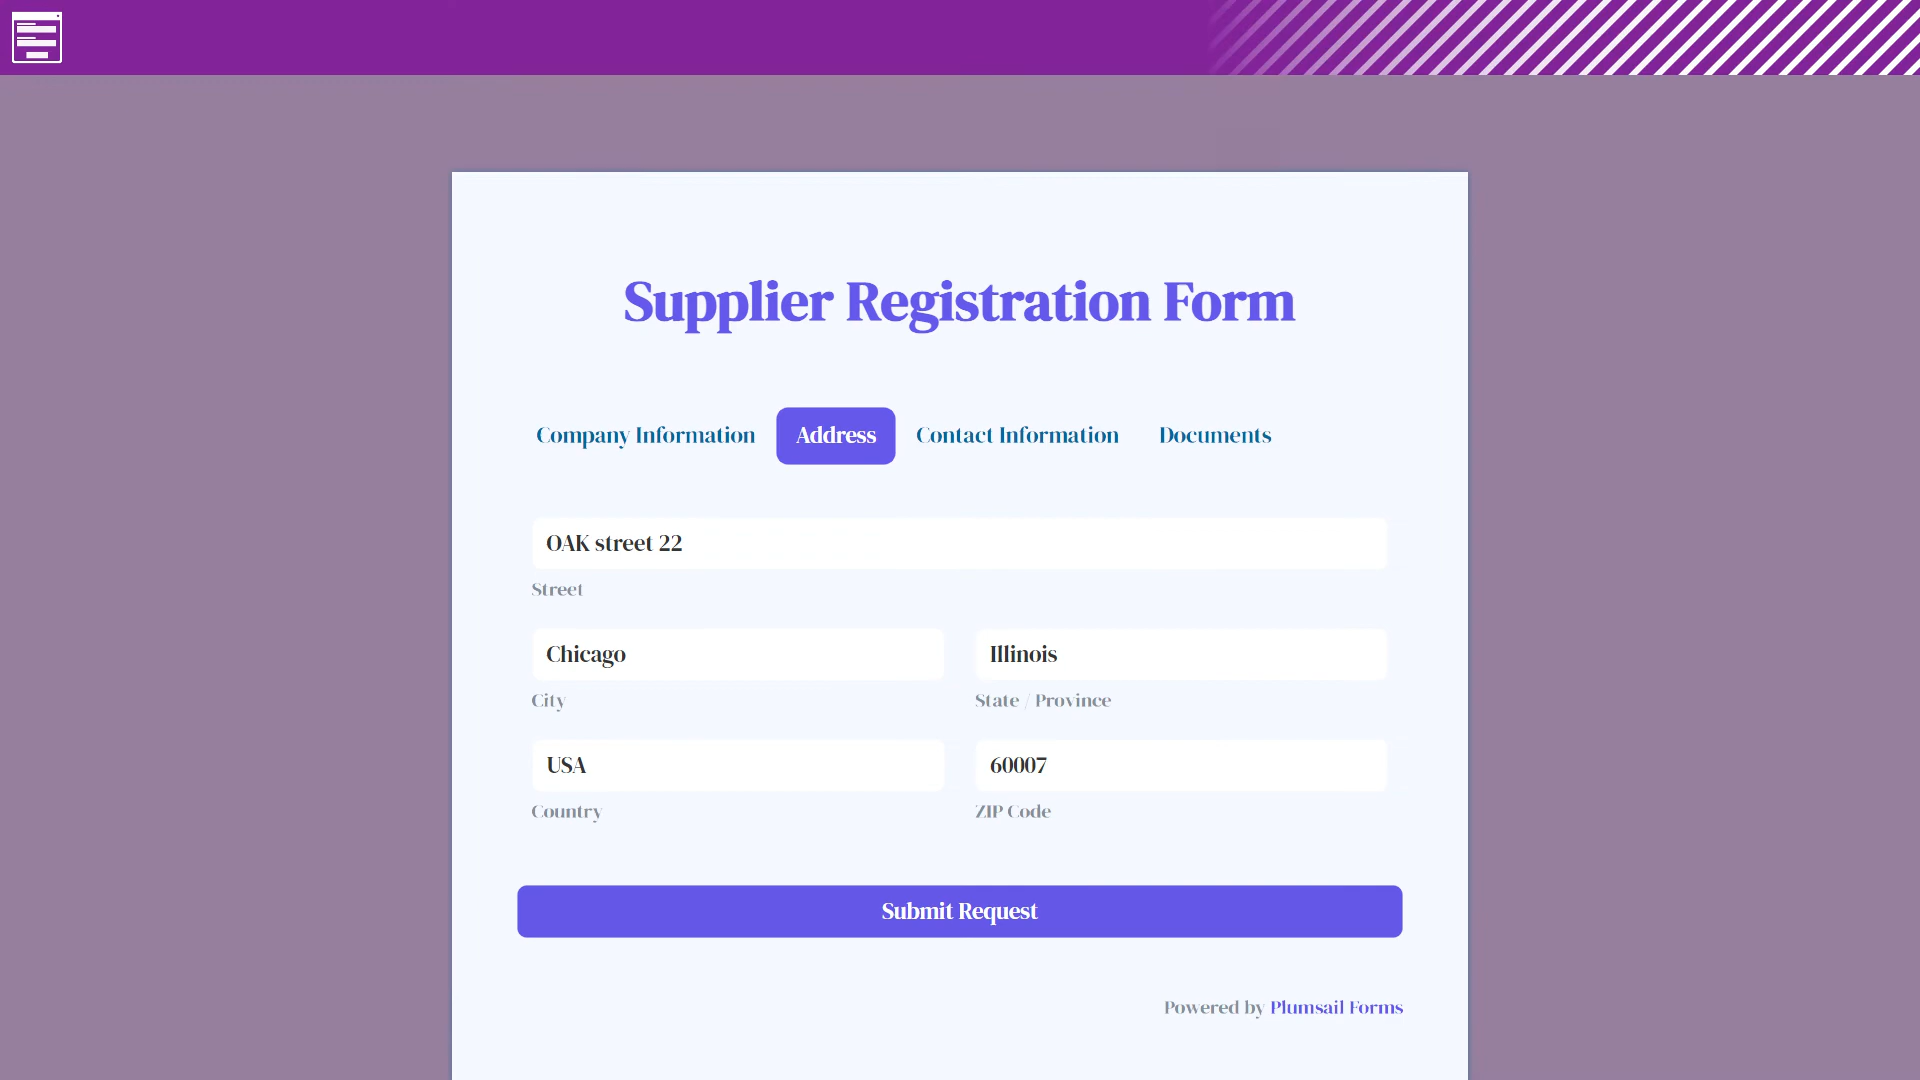 Supplier Registration Form
Company Information Address Contact Information Documents
OAK street 22
Street
Chicago Illinois
City State / Province
USA 60007
Country ZIP Code
Submit Request
Powered by Plumsail Forms